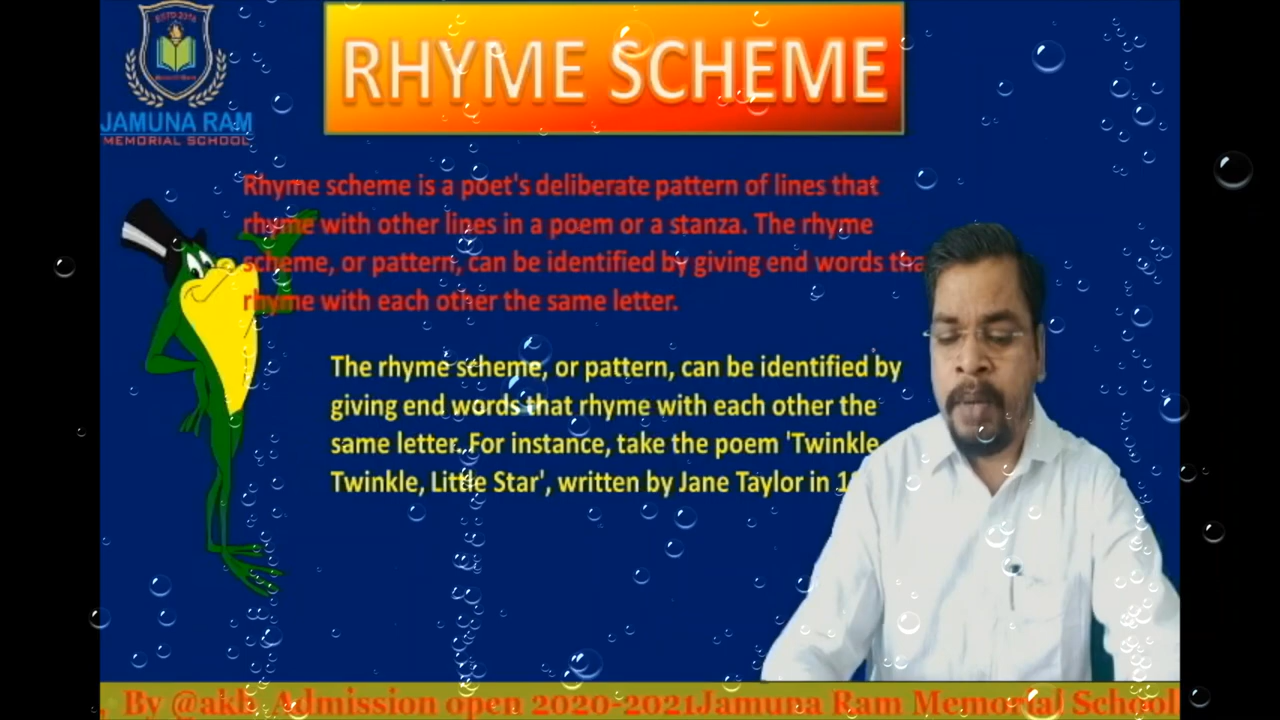 ESTD-2016
JAMUNA RAM
MEMORIAL SCHOOL
RHYME SCHEME
Rhyme scheme is a poet's deliberate pattern of lines that
rhyme with other lines in a poem or a stanza. The rhyme
scheme, or pattern, can be identified by giving end words tha
rhyme with each other the same letter.
The rhyme scheme, or pattern, can be identified by
giving end words that rhyme with each other the
same letter. For instance, take the poem 'Twinkle
Twinkle, Little Star', written by Jane Taylor in
, By @akh, Admission open 2020-2021Jamuna Ram Memorial School